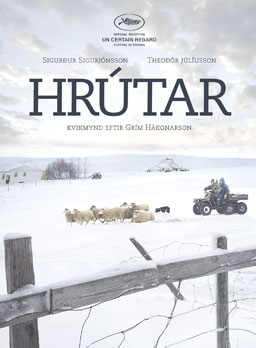 OFFICIAL SELECTION
UN CERTAIN REGARD
FESTIVAL DE CANNES
SIGURÐUR SIGURJÓNSSON THEODÓR JÚLÍUSSON
HRÚTAR
KVIKMYND EFTIR GRÍM HÁKONARSON